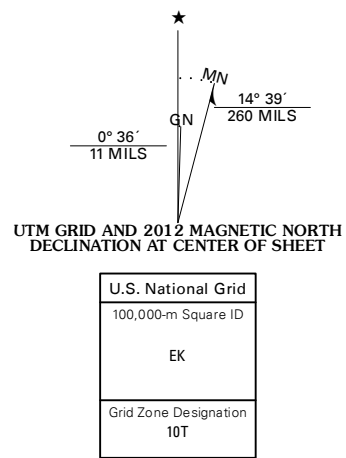 ★
MN
GN
0° 36´
11 MILS
14° 39´
260 MILS
UTM GRID AND 2012 MAGNETIC NORTH
DECLINATION AT CENTER OF SHEET
U.S. National Grid
100,000-m Square ID
EK
Grid Zone Designation
10T